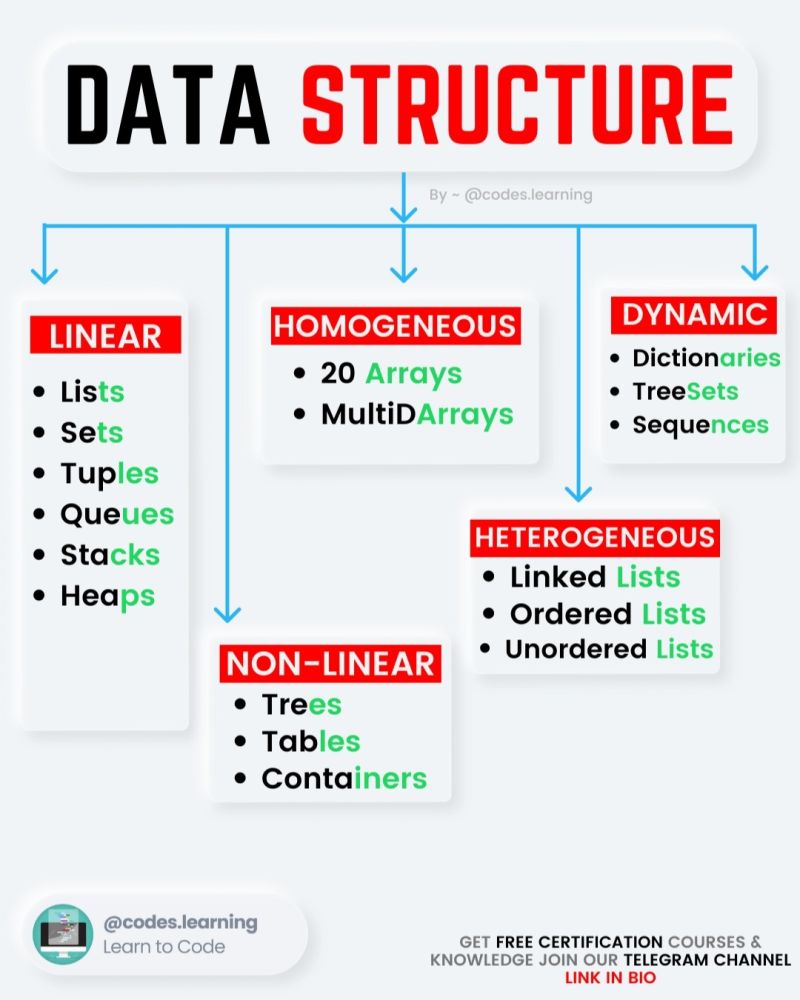 DATA STRUCTURE
By ~ @codes.learning
LINEAR
• Lists
• Sets
• Tuples
• Queues
• Stacks
• Heaps
HOMOGENEOUS
• 20 Arrays
• MultiDArrays
DYNAMIC
• Dictionaries
• TreeSets
• Sequences
HETEROGENEOUS
• Linked Lists
• Ordered Lists
• Unordered Lists
NON-LINEAR
• Trees
• Tables
• Containers
@codes.learning
Learn to Code
GET FREE CERTIFICATION COURSES &
KNOWLEDGE JOIN OUR TELEGRAM CHANNEL
LINK IN BIO